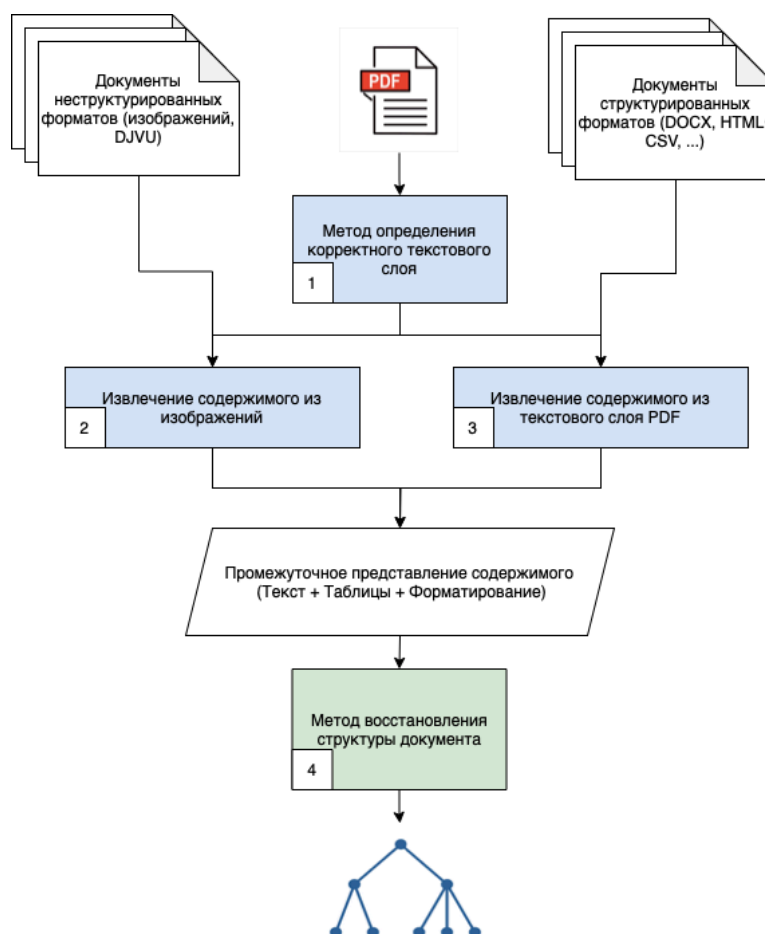 Документы
неструктурированных
форматов (изображений,
DJVU)
PDF
Документы
структурированных
форматов (DOCX, HTML,
CSV, ...)
Метод определения
корректного текстового
слоя
1
Извлечение содержимого из
изображений
2
Извлечение содержимого из
текстового слоя PDF
3
Промежуточное представление содержимого
(Текст + Таблицы + Форматирование)
Метод восстановления
структуры документа
4